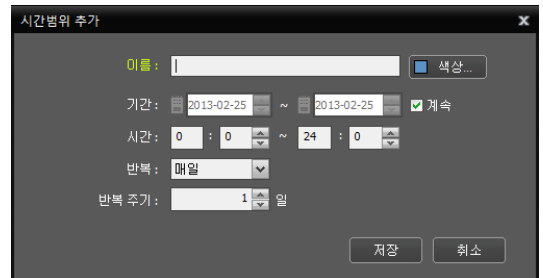 시간범위 추가 x
이름 : 색상...
기간 : 2013-02-25 ~ 2013-02-25 계속
시간 : 0 : 0 ~ 24 : 0
반복 : 매일
반복 주기 : 1 일
저장 취소